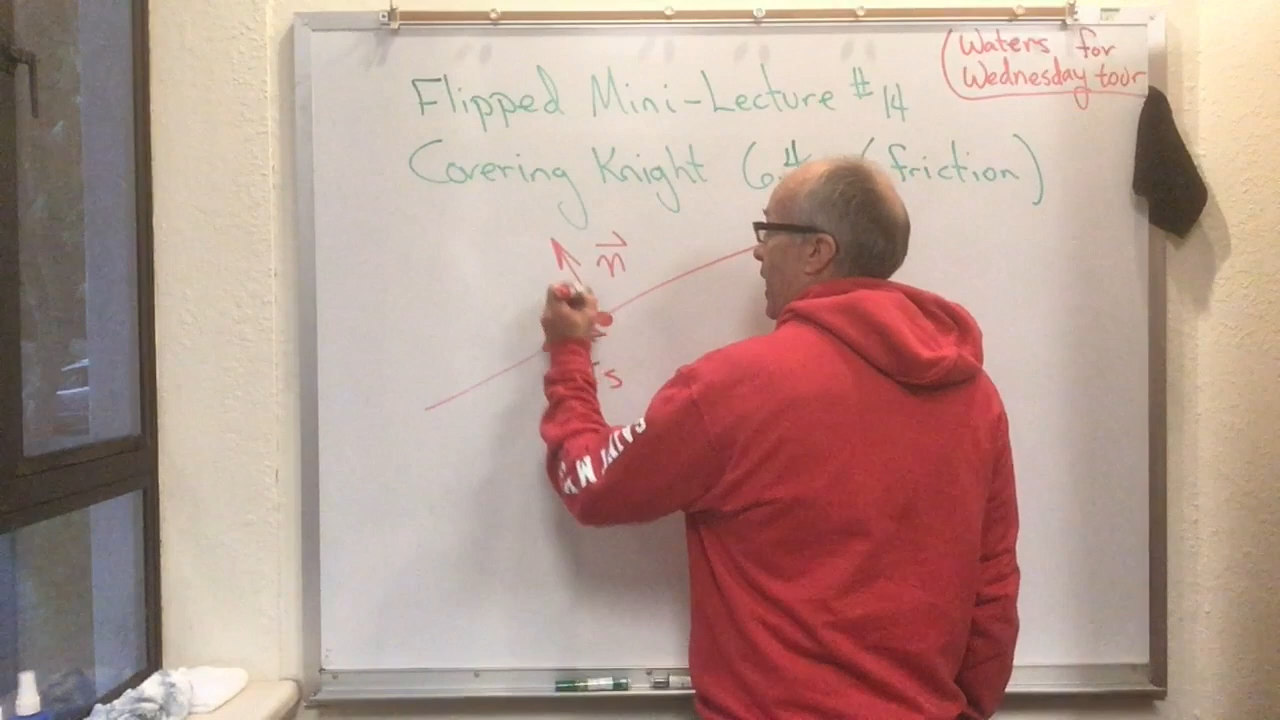 (Waters for
Wednesday tour
Flipped Mini-Lecture #14
Covering Knight 6.4 (friction)
n
s